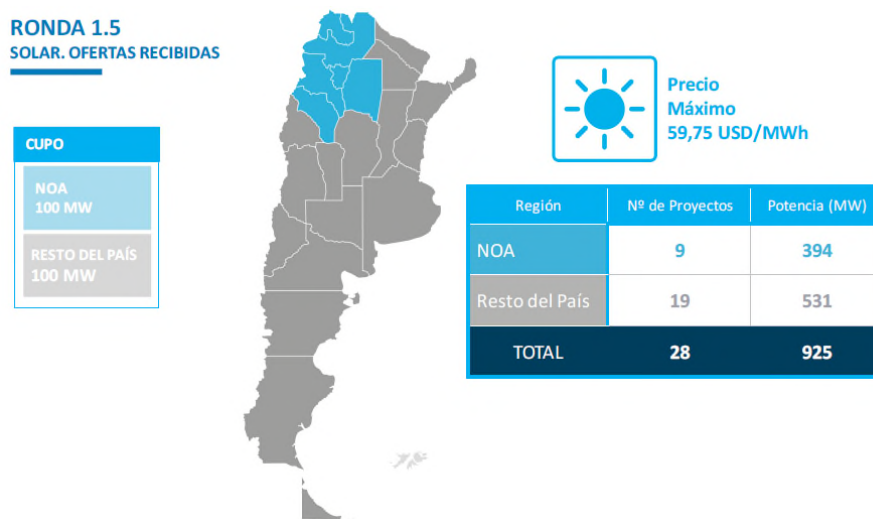 RONDA 1.5
SOLAR. OFERTAS RECIBIDAS
CUPO
NOA
100 MW
RESTO DEL PAÍS
100 MW
Precio
Máximo
59,75 USD/MWh
Región Nº de Proyectos Potencia (MW)
NOA 9 394
Resto del País 19 531
TOTAL 28 925